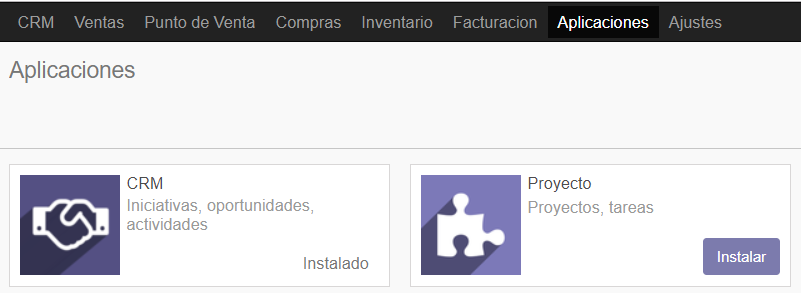 CRM Ventas Punto de Venta Compras Inventario Facturacion Aplicaciones Ajustes
Aplicaciones
CRM
Iniciativas, oportunidades,
actividades
Instalado
Proyecto
Proyectos, tareas
Instalar